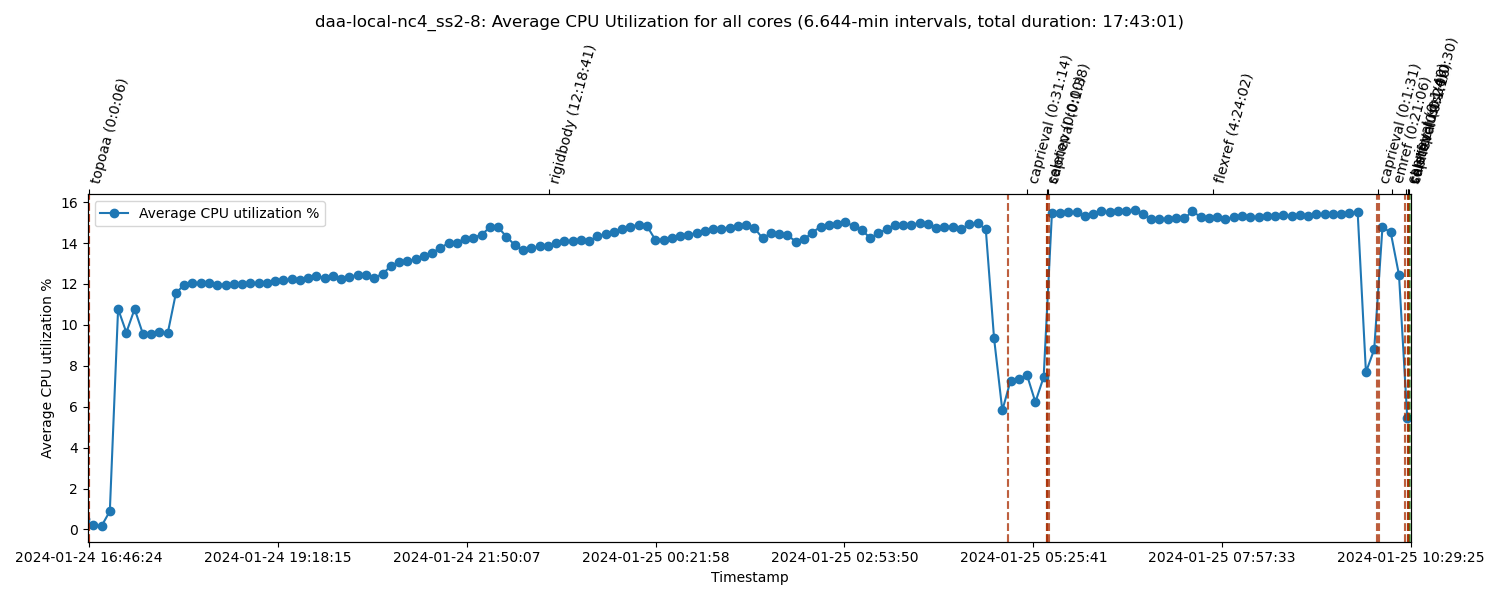 daa-local-nc4_ss2-8: Average CPU Utilization for all cores (6.644-min intervals, total duration: 17:43:01)
topoaa (0:0:06)
rigidbody (12:18:41)
caprieval (0:31:14)
flexref (4:24:02)
caprieval (0:1:31)
emref (0:21:06)
Average CPU utilization %
16
14
12
10
8
6
4
2
0
Average CPU utilization %
2024-01-24 16:46:24
2024-01-24 19:18:15
2024-01-24 21:50:07
2024-01-25 00:21:58
2024-01-25 02:53:50
2024-01-25 05:25:41
2024-01-25 07:57:33
2024-01-25 10:29:25
Timestamp